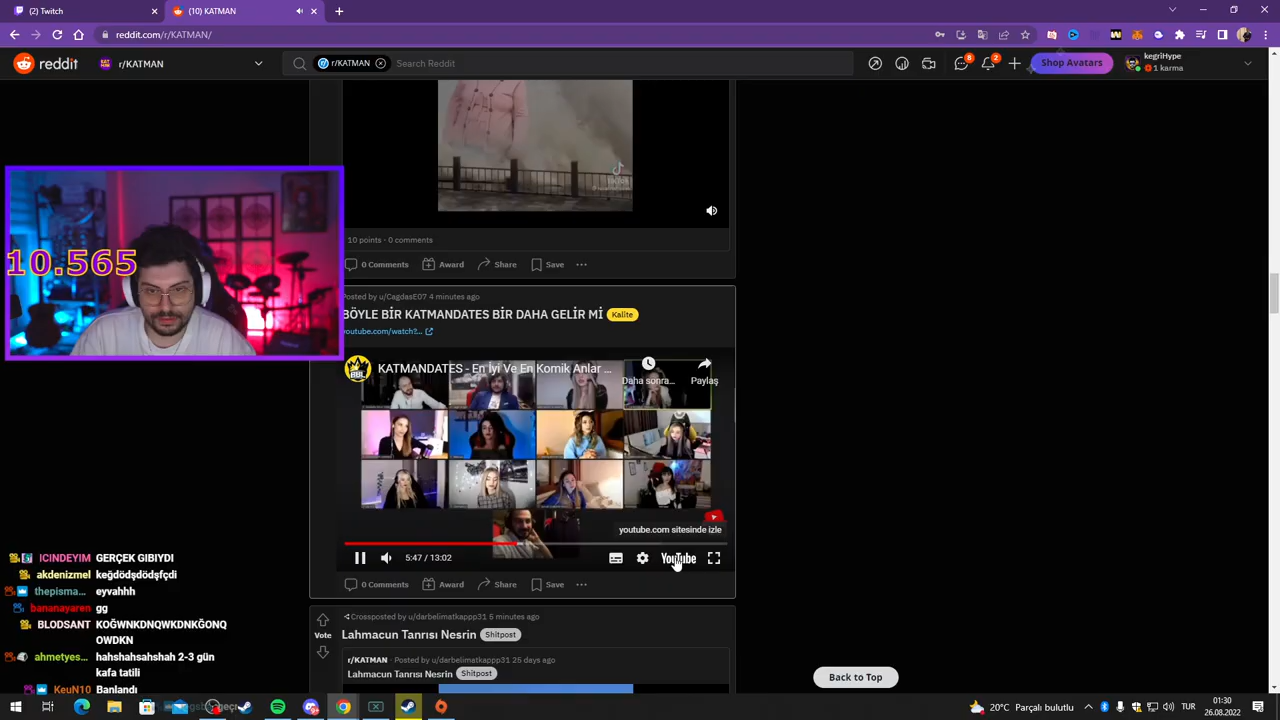 (2) Twitch
(10) KATMAN
reddit.com/r/KATMAN/
reddit
r/KATMAN
r/KATMAN
Search Reddit
8
2
Shop Avatars
kegriHype
1 karma
10.565
10 points · 0 comments
0 Comments
Award
Share
Save
Posted by u/CagdasE07 4 minutes ago
BÖYLE BİR KATMANDATES BİR DAHA GELİR Mİ
Kalite
youtube.com/watch?...
BBL
KATMANDATES - En İyi Ve En Komik Anlar ...
Daha sonra...
Paylaş
youtube.com sitesinde izle
5:47 / 13:02
YouTube
0 Comments
Award
Share
Save
Vote
Crossposted by u/darbelimatkappp31 5 minutes ago
Lahmacun Tanrısı Nesrin
Shitpost
r/KATMAN · Posted by u/darbelimatkappp31 25 days ago
Lahmacun Tanrısı Nesrin
Shitpost
Back to Top
ICINDEYIM GERÇEK GIBIYDI
akdenizmel keğdödşdödşfçdi
thepisma... eyvahhh
bananayaren gg
BLODSANT KOĞWNKDNQWKDNKĞONQ
OWDKN
ahmetyes... hahshsahshsahsh 2-3 gün
kafa tatili
KeuN10 Banlandı
20°C Parçalı bulutlu
TUR
01:30
26.08.2022